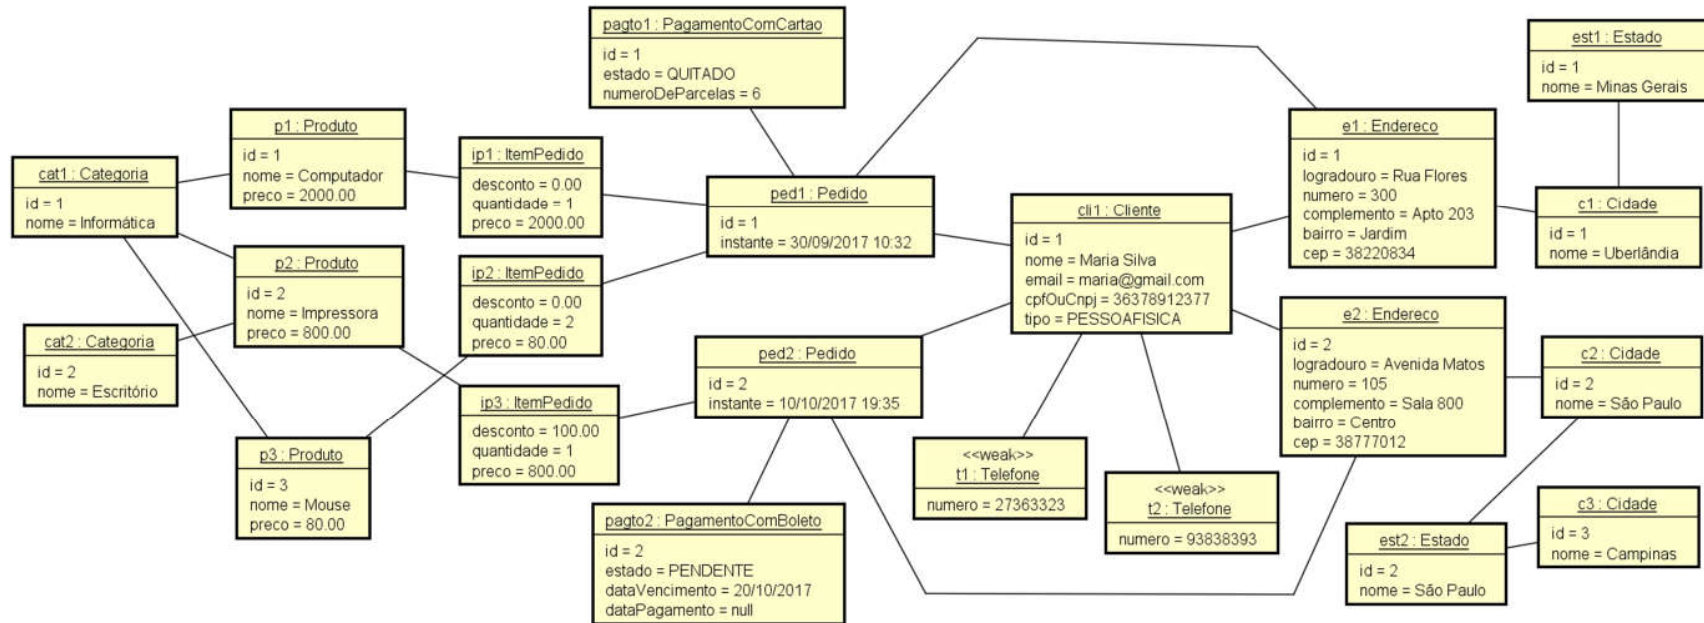 pagto1 : PagamentoComCartao
id = 1
estado = QUITADO
numeroDeParcelas = 6
est1 : Estado
id = 1
nome = Minas Gerais
p1 : Produto
id = 1
nome = Computador
preco = 2000.00
e1 : Endereco
id = 1
logradouro = Rua Flores
numero = 300
complemento = Apto 203
bairro = Jardim
cep = 38220834
cat1 : Categoria
id = 1
nome = Informática
ip1 : ItemPedido
desconto = 0.00
quantidade = 1
preco = 2000.00
ped1 : Pedido
id = 1
instante = 30/09/2017 10:32
cli1 : Cliente
id = 1
nome = Maria Silva
email = maria@gmail.com
cpfOuCnpj = 36378912377
tipo = PESSOAFISICA
c1 : Cidade
id = 1
nome = Uberlândia
p2 : Produto
id = 2
nome = Impressora
preco = 800.00
ip2 : ItemPedido
desconto = 0.00
quantidade = 2
preco = 80.00
e2 : Endereco
id = 2
logradouro = Avenida Matos
numero = 105
complemento = Sala 800
bairro = Centro
cep = 38777012
cat2 : Categoria
id = 2
nome = Escritório
ped2 : Pedido
id = 2
instante = 10/10/2017 19:35
c2 : Cidade
id = 2
nome = São Paulo
ip3 : ItemPedido
desconto = 100.00
quantidade = 1
preco = 800.00
p3 : Produto
id = 3
nome = Mouse
preco = 80.00
<<weak>>
t1 : Telefone
numero = 27363323
<<weak>>
t2 : Telefone
numero = 93838393
c3 : Cidade
id = 3
nome = Campinas
pagto2 : PagamentoComBoleto
id = 2
estado = PENDENTE
dataVencimento = 20/10/2017
dataPagamento = null
est2 : Estado
id = 2
nome = São Paulo